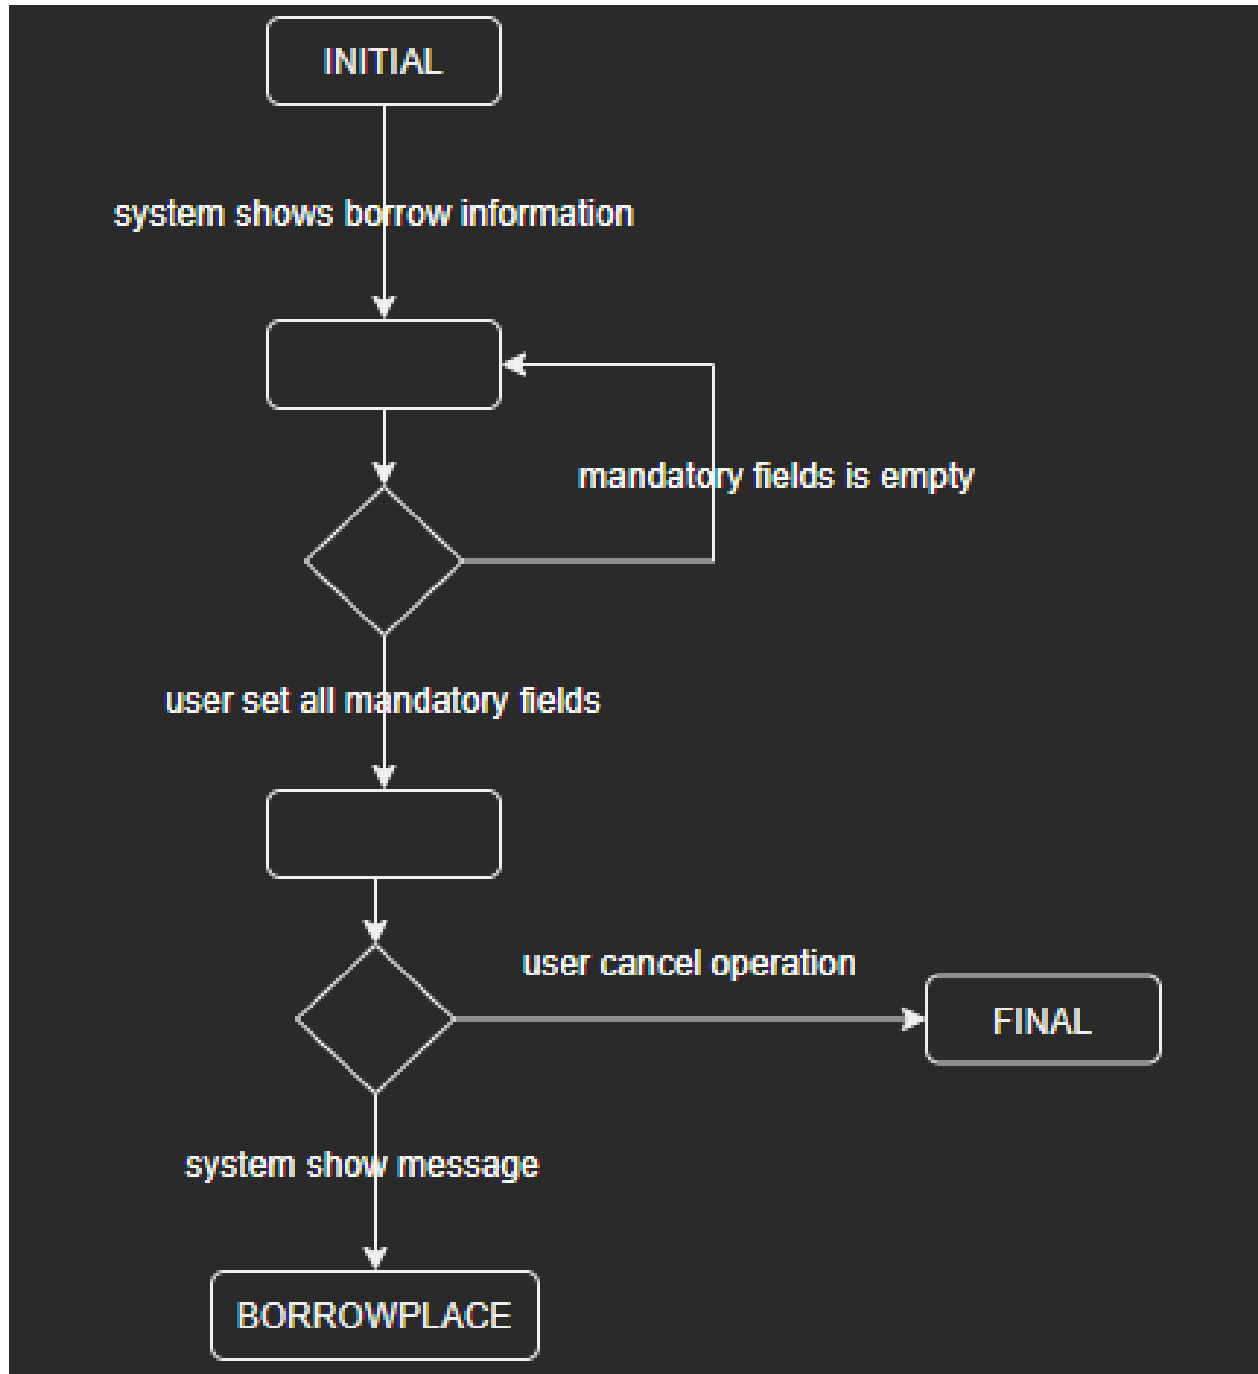 INITIAL
system shows borrow information
mandatory fields is empty
user set all mandatory fields
user cancel operation
FINAL
system show message
BORROWPLACE